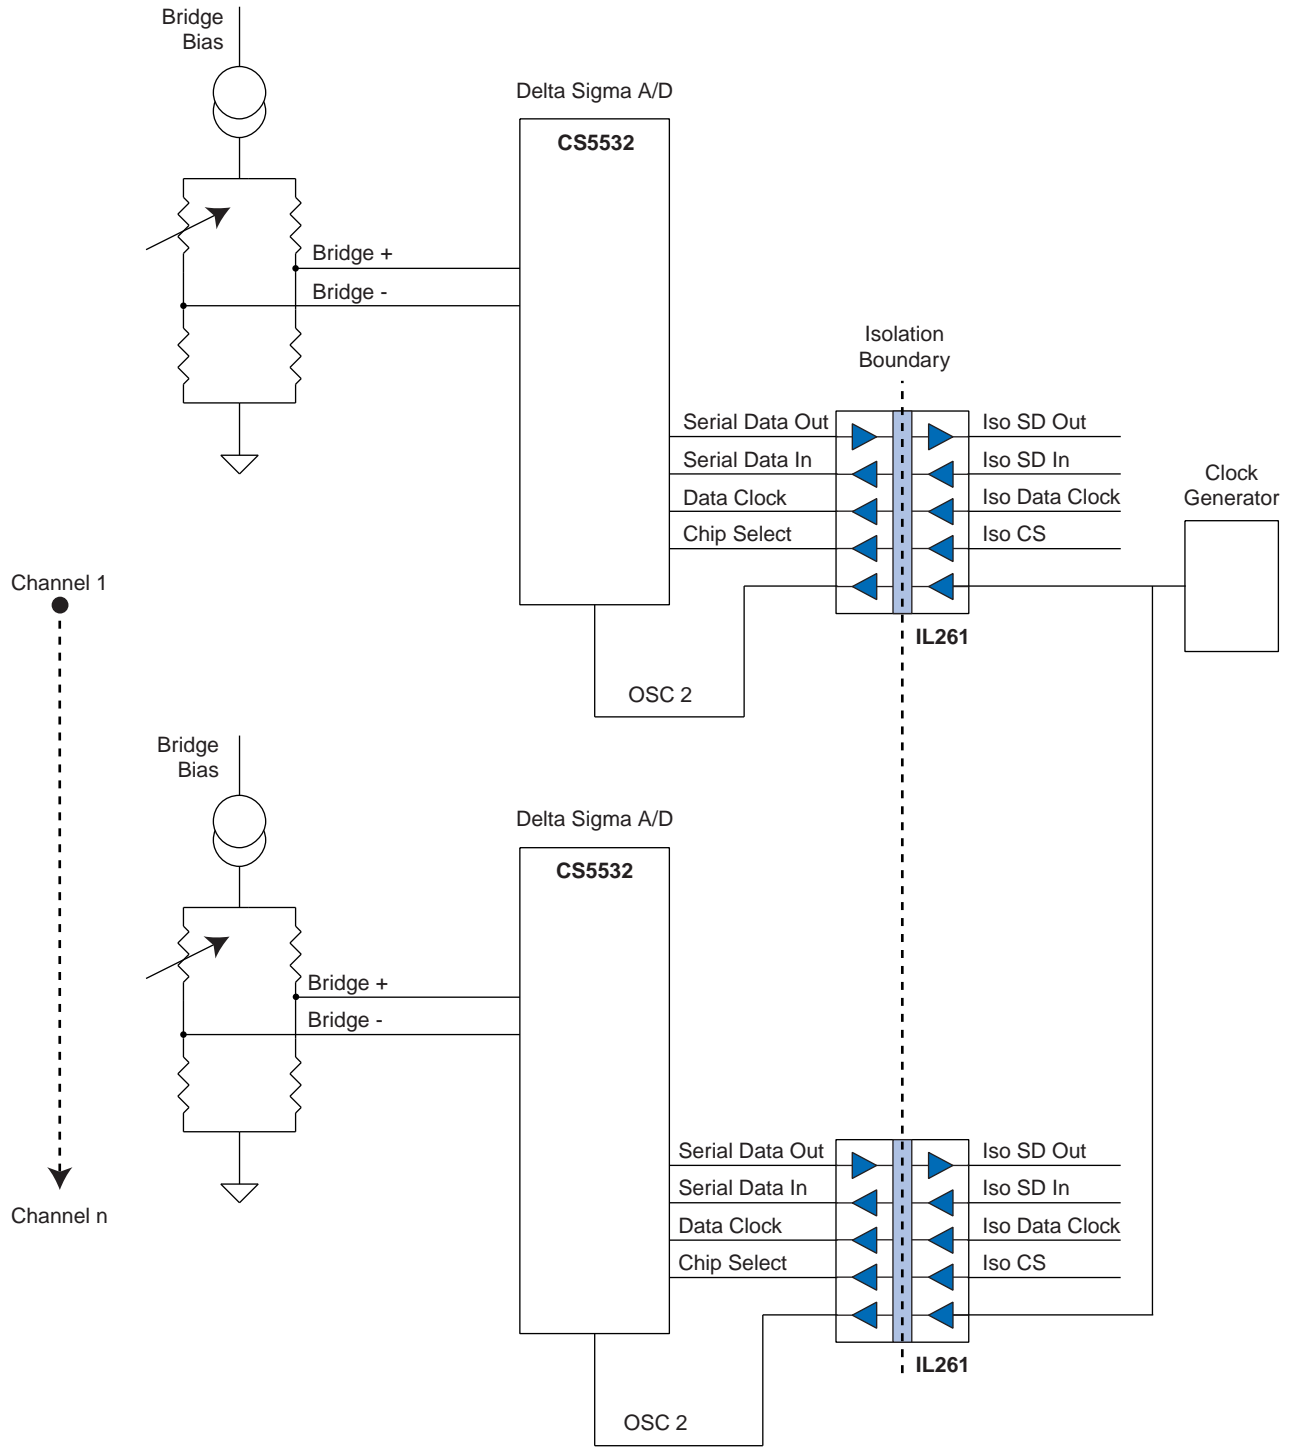 Bridge
Bias
Delta Sigma A/D
CS5532
Bridge +
Bridge -
Isolation
Boundary
Serial Data Out
Iso SD Out
Serial Data In
Iso SD In
Clock
Generator
Data Clock
Iso Data Clock
Chip Select
Iso CS
Channel 1
IL261
OSC 2
Bridge
Bias
Delta Sigma A/D
CS5532
Bridge +
Bridge -
Serial Data Out
Iso SD Out
Serial Data In
Iso SD In
Channel n
Data Clock
Iso Data Clock
Chip Select
Iso CS
IL261
OSC 2